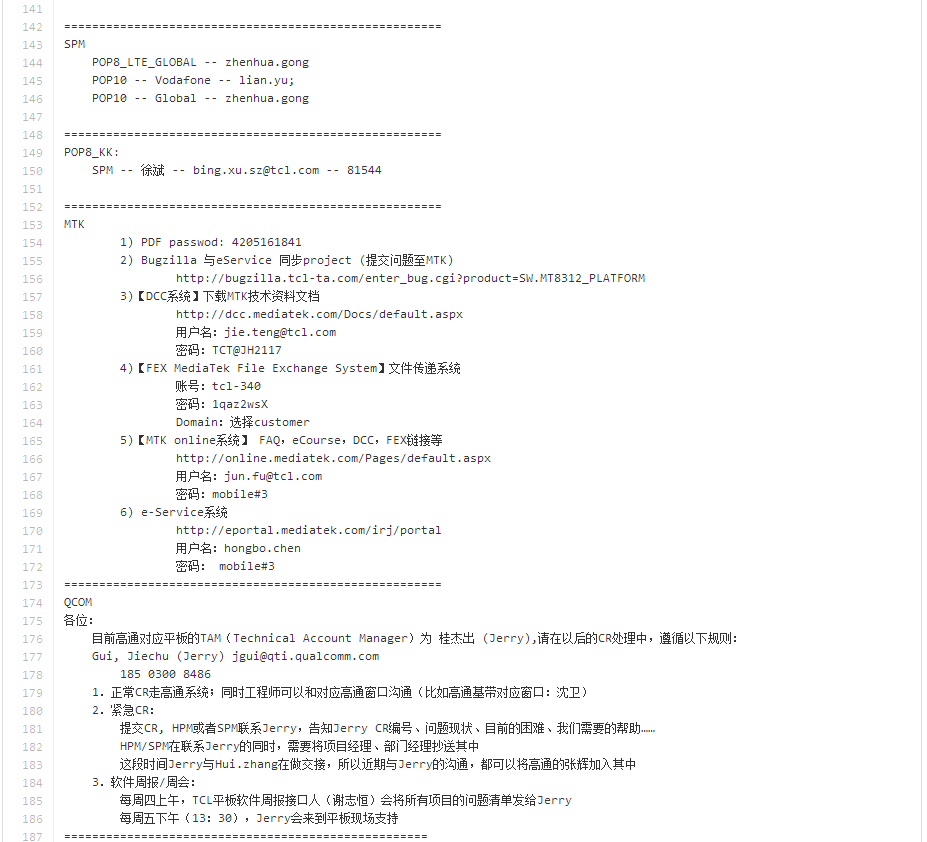 141
142 ======================================================
143 SPM
144 POP8_LTE_GLOBAL -- zhenhua.gong
145 POP10 -- Vodafone -- lian.yu;
146 POP10 -- Global -- zhenhua.gong
147
148 ======================================================
149 POP8_KK:
150 SPM -- 徐斌 -- bing.xu.sz@tcl.com -- 81544
151
152 ======================================================
153 MTK
154 1) PDF passwod: 4205161841
155 2) Bugzilla 与eService 同步project (提交问题至MTK)
156 http://bugzilla.tcl-ta.com/enter_bug.cgi?product=SW.MT8312_PLATFORM
157 3)【DCC系统】下载MTK技术资料文档
158 http://dcc.mediatek.com/Docs/default.aspx
159 用户名：jie.teng@tcl.com
160 密码：TCT@JH2117
161 4)【FEX MediaTek File Exchange System】文件传递系统
162 账号：tcl-340
163 密码：1qaz2wsX
164 Domain：选择customer
165 5)【MTK online系统】 FAQ，eCourse，DCC，FEX链接等
166 http://online.mediatek.com/Pages/default.aspx
167 用户名：jun.fu@tcl.com
168 密码：mobile#3
169 6) e-Service系统
170 http://eportal.mediatek.com/irj/portal
171 用户名：hongbo.chen
172 密码： mobile#3
173 ======================================================
174 QCOM
175 各位：
176 目前高通对应平板的TAM（Technical Account Manager）为 桂杰出 (Jerry),请在以后的CR处理中，遵循以下规则：
177 Gui, Jiechu (Jerry) jgui@qti.qualcomm.com
178 185 0300 8486
179 1. 正常CR走高通系统；同时工程师可以和对应高通窗口沟通（比如高通基带对应窗口：沈卫）
180 2. 紧急CR：
181 提交CR, HPM或者SPM联系Jerry，告知Jerry CR编号、问题现状、目前的困难、我们需要的帮助……
182 HPM/SPM在联系Jerry的同时，需要将项目经理、部门经理抄送其中
183 这段时间Jerry与Hui.zhang在做交接，所以近期与Jerry的沟通，都可以将高通的张辉加入其中
184 3. 软件周报/周会：
185 每周四上午，TCL平板软件周报接口人（谢志恒）会将所有项目的问题清单发给Jerry
186 每周五下午（13：30），Jerry会来到平板现场支持
187 ====================================================